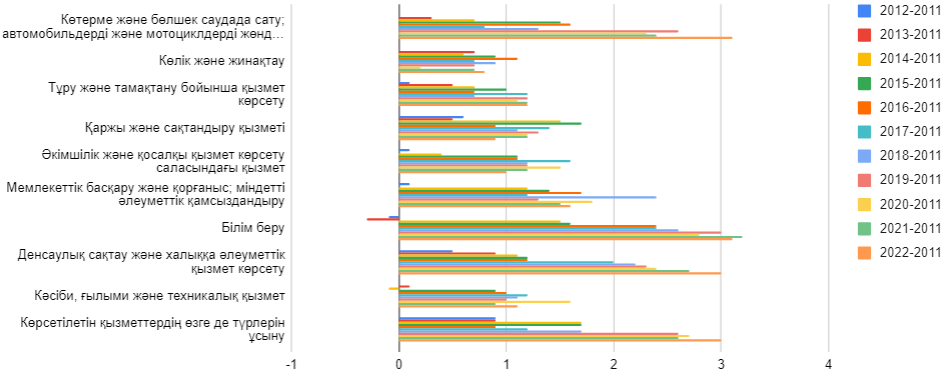 Көтерме және бөлшек саудада сату;
автомобильдерді және мотоциклдерді жөнд…
Көлік және жинақтау
Тұру және тамақтану бойынша қызмет
көрсету
Қаржы және сақтандыру қызметі
Әкімшілік және қосалқы қызмет көрсету
саласындағы қызмет
Мемлекеттік басқару және қорғаныс; міндетті
әлеуметтік қамсыздандыру
Білім беру
Денсаулық сақтау және халыққа әлеуметтік
қызмет көрсету
Кәсіби, ғылыми және техникалық қызмет
Көрсетілетін қызметтердің өзге де түрлерін
ұсыну
-1 0 1 2 3 4
2012-2011
2013-2011
2014-2011
2015-2011
2016-2011
2017-2011
2018-2011
2019-2011
2020-2011
2021-2011
2022-2011